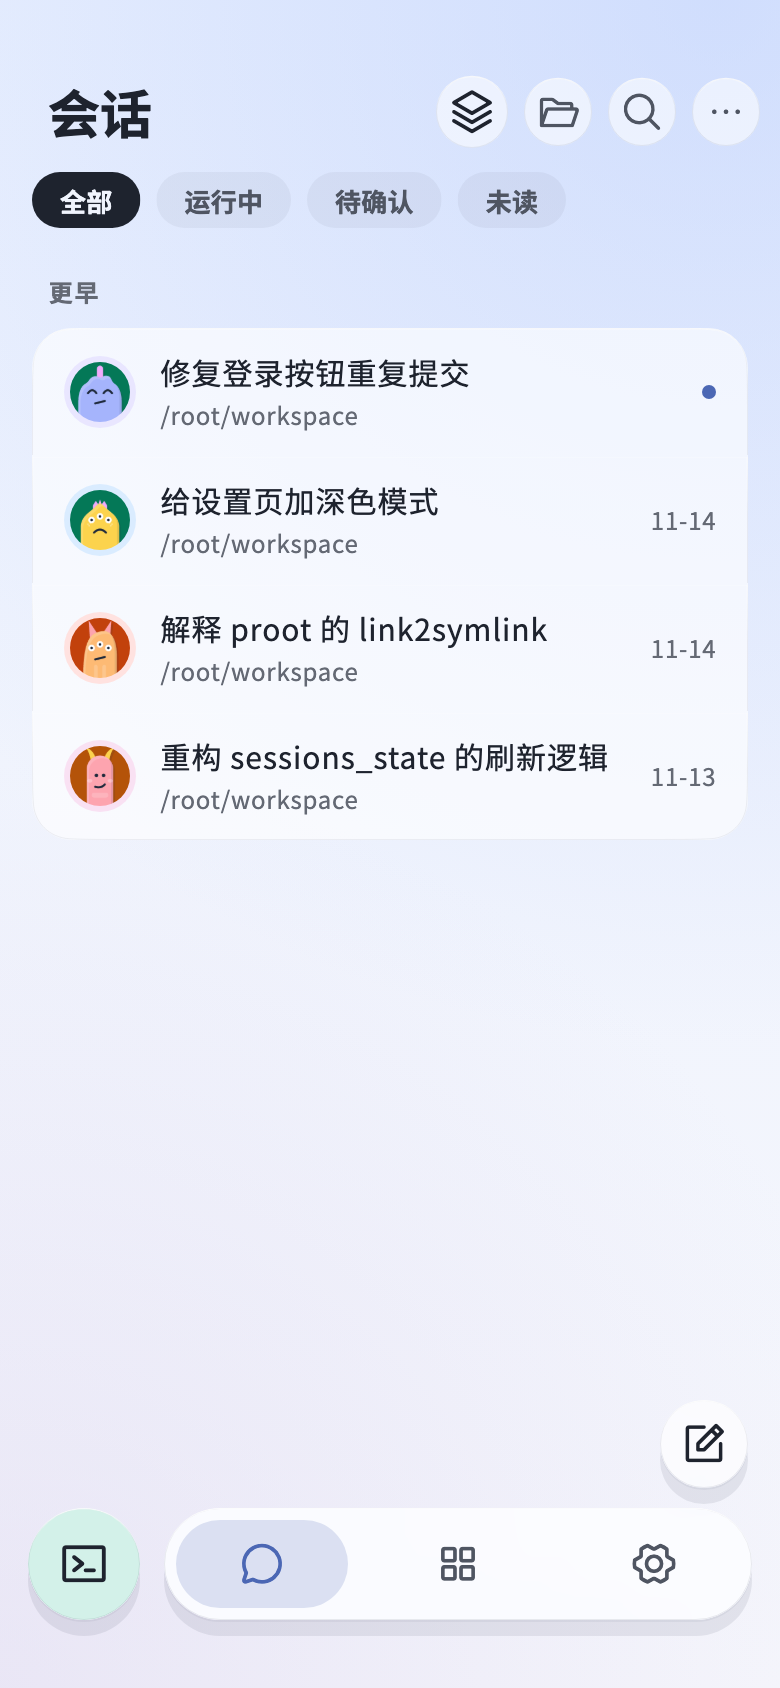 会话
全部
运行中
待确认
未读
更早
修复登录按钮重复提交
/root/workspace
给设置页加深色模式
/root/workspace
11-14
解释 proot 的 link2symlink
/root/workspace
11-14
重构 sessions_state 的刷新逻辑
/root/workspace
11-13